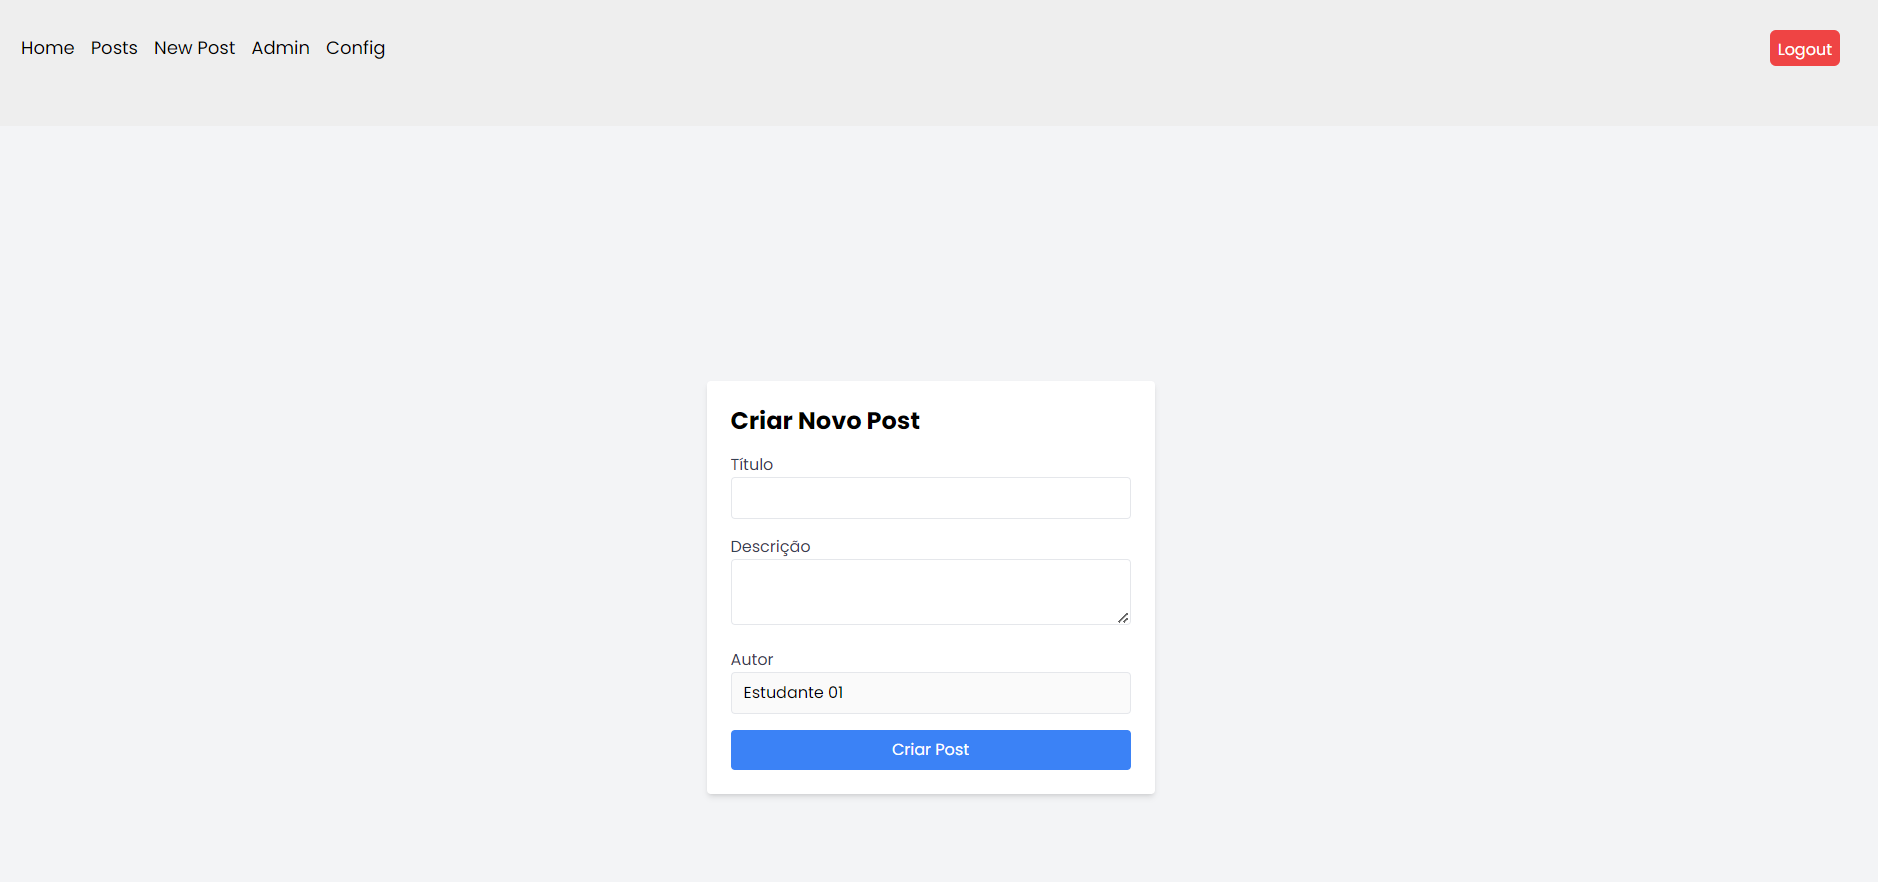 Home Posts New Post Admin Config Logout
Criar Novo Post
Título
Descrição
Autor
Estudante 01
Criar Post